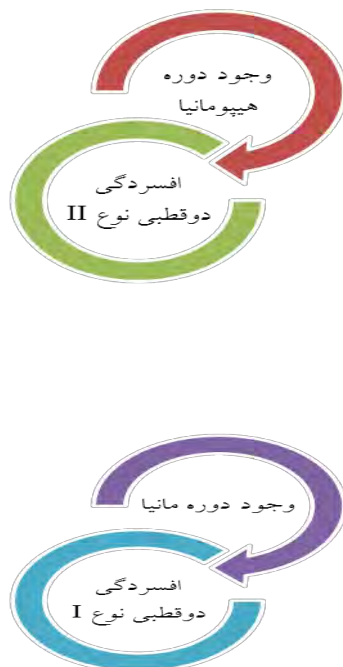 وجود دوره
هیپومانیا
افسردگی
دوقطبی نوع II
وجود دوره مانیا
افسردگی
دوقطبی نوع I